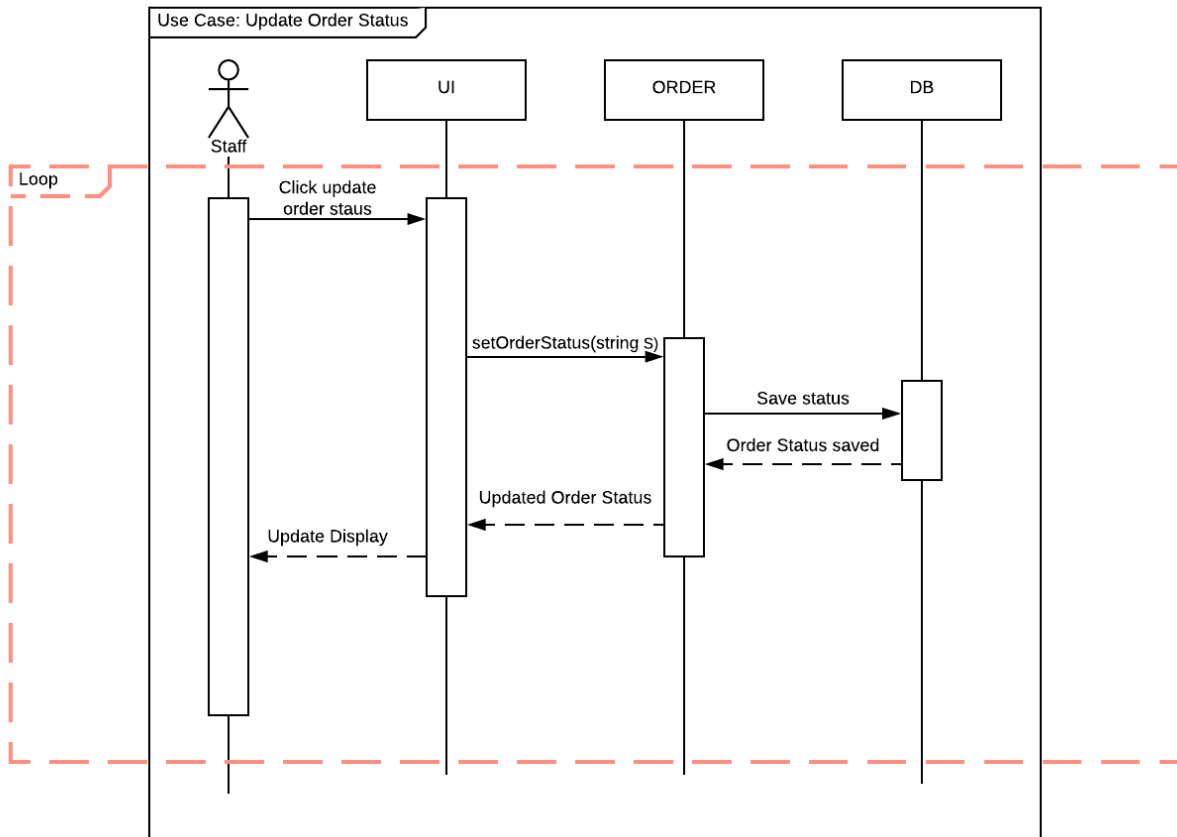 Use Case: Update Order Status
UI
ORDER
DB
Staff
Loop
Click update
order staus
setOrderStatus(string S)
Save status
Order Status saved
Updated Order Status
Update Display